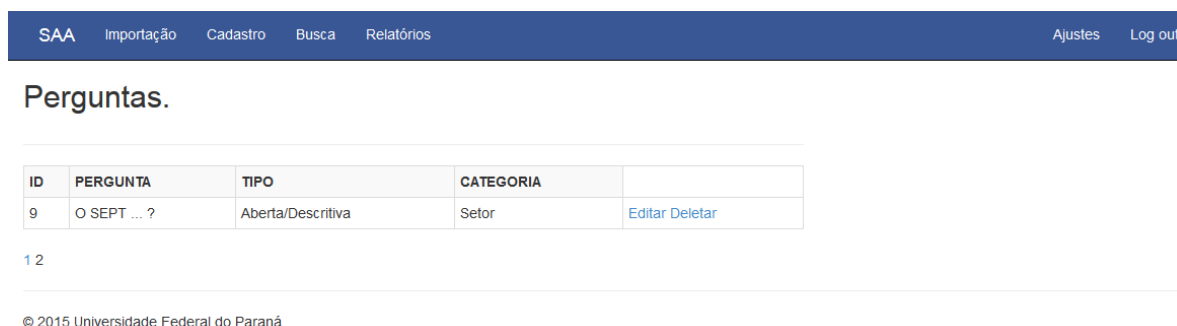 SAA Importação Cadastro Busca Relatórios Ajustes Log out
Perguntas.
ID PERGUNTA TIPO CATEGORIA
9 O SEPT ... ? Aberta/Descritiva Setor Editar Deletar
1 2
© 2015 Universidade Federal do Paraná